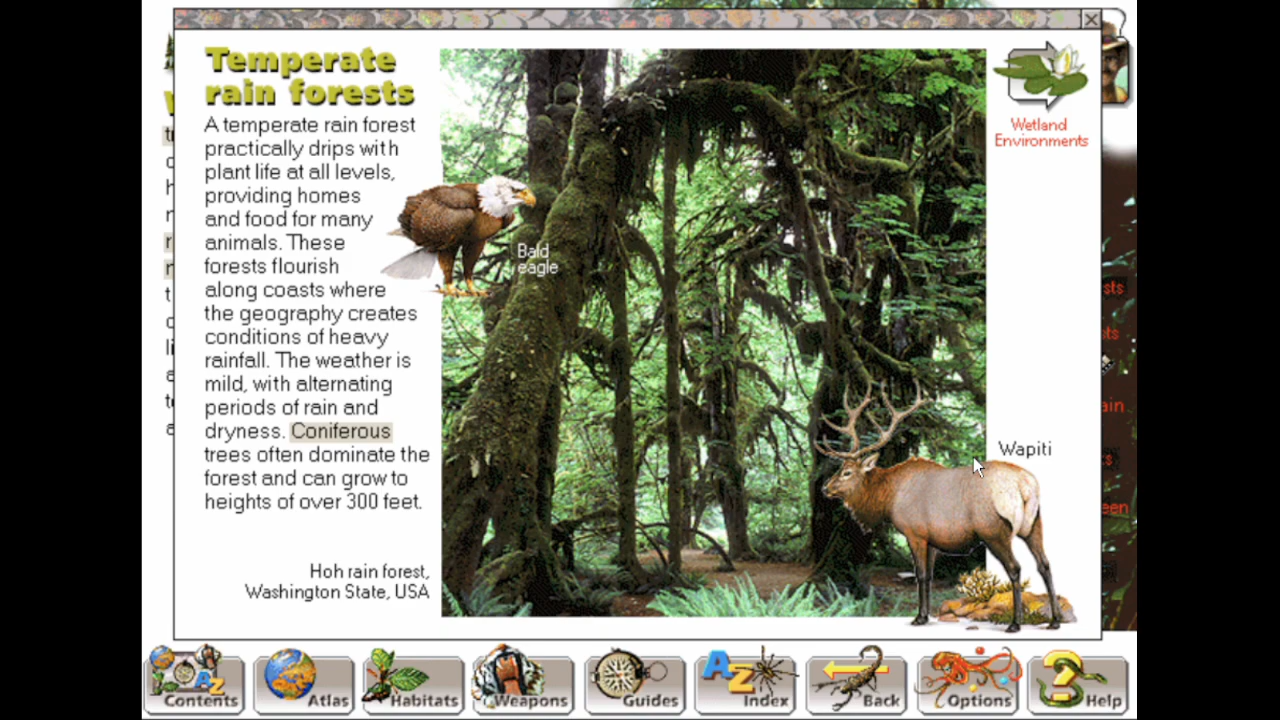 Temperate
rain forests
A temperate rain forest
practically drips with
plant life at all levels,
providing homes
and food for many
animals. These
forests flourish
along coasts where
the geography creates
conditions of heavy
rainfall. The weather is
mild, with alternating
periods of rain and
dryness. Coniferous
trees often dominate the
forest and can grow to
heights of over 300 feet.
Hoh rain forest,
Washington State, USA
Bald
eagle
Wapiti
Wetland
Environments
Contents
Atlas
Habitats
Weapons
Guides
Index
Back
Options
Help